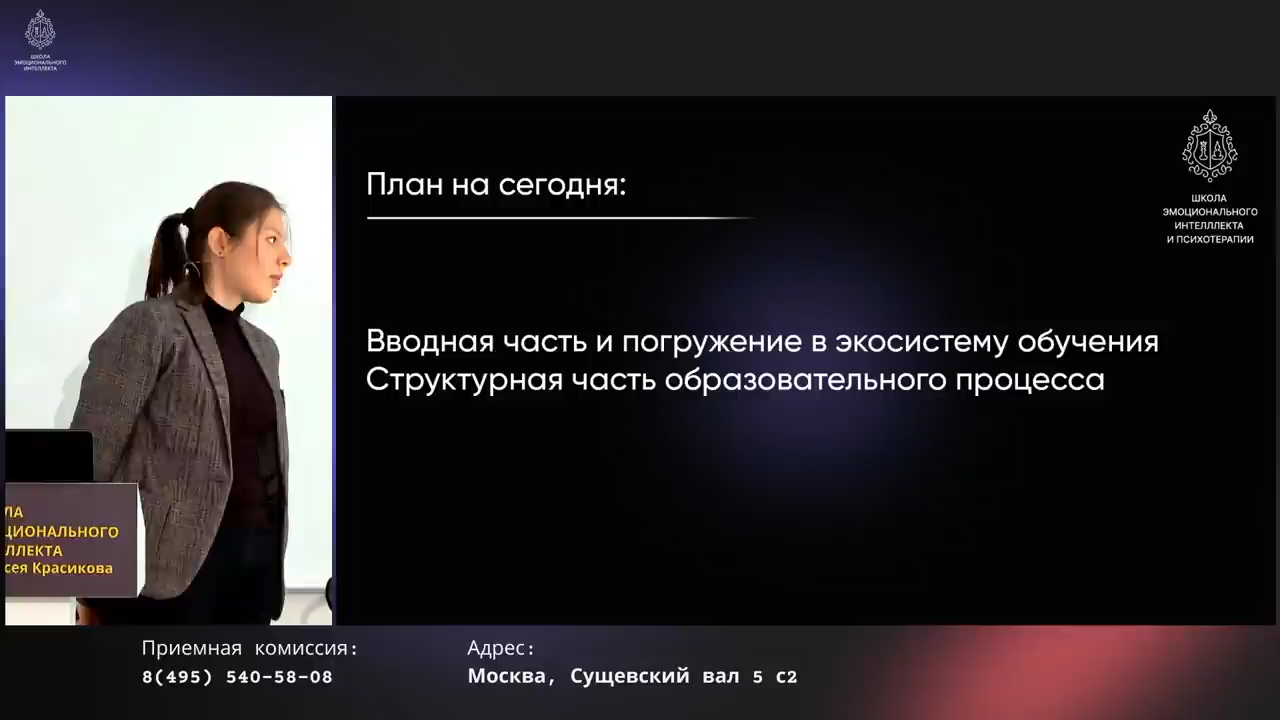 ШКОЛА
ЭМОЦИОНАЛЬНОГО
ИНТЕЛЛЕКТА
План на сегодня:
ШКОЛА
ЭМОЦИОНАЛЬНОГО
ИНТЕЛЛЛЕКТА
И ПСИХОТЕРАПИИ
Вводная часть и погружение в экосистему обучения
Структурная часть образовательного процесса
ЛА
ЦИОНАЛЬНОГО
ЛЛЕКТА
сея Красикова
Приемная комиссия:
8(495) 540-58-08
Адрес:
Москва, Сущевский вал 5 с2